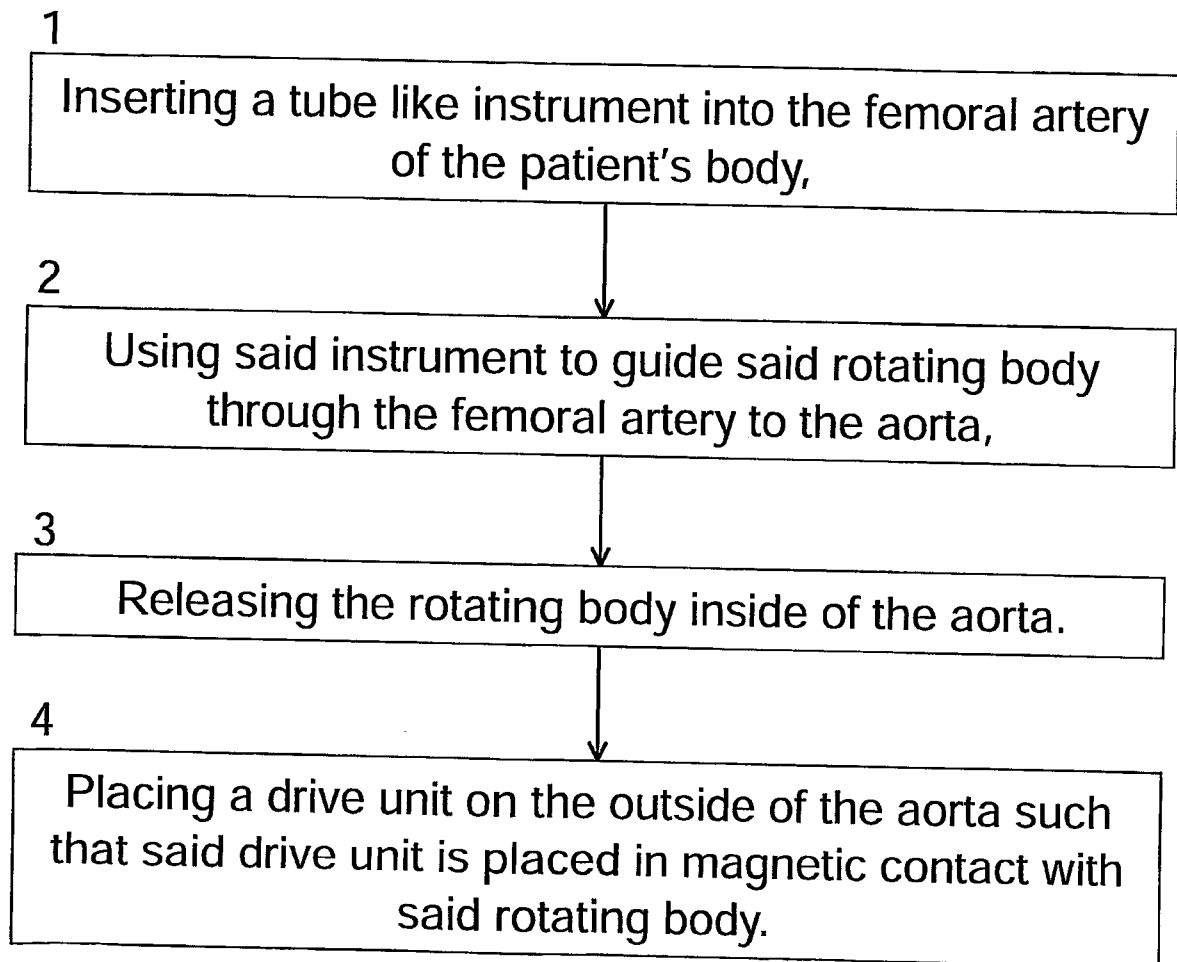 1
Inserting a tube like instrument into the femoral artery
of the patient's body,
2
Using said instrument to guide said rotating body
through the femoral artery to the aorta,
3
Releasing the rotating body inside of the aorta.
4
Placing a drive unit on the outside of the aorta such
that said drive unit is placed in magnetic contact with
said rotating body.